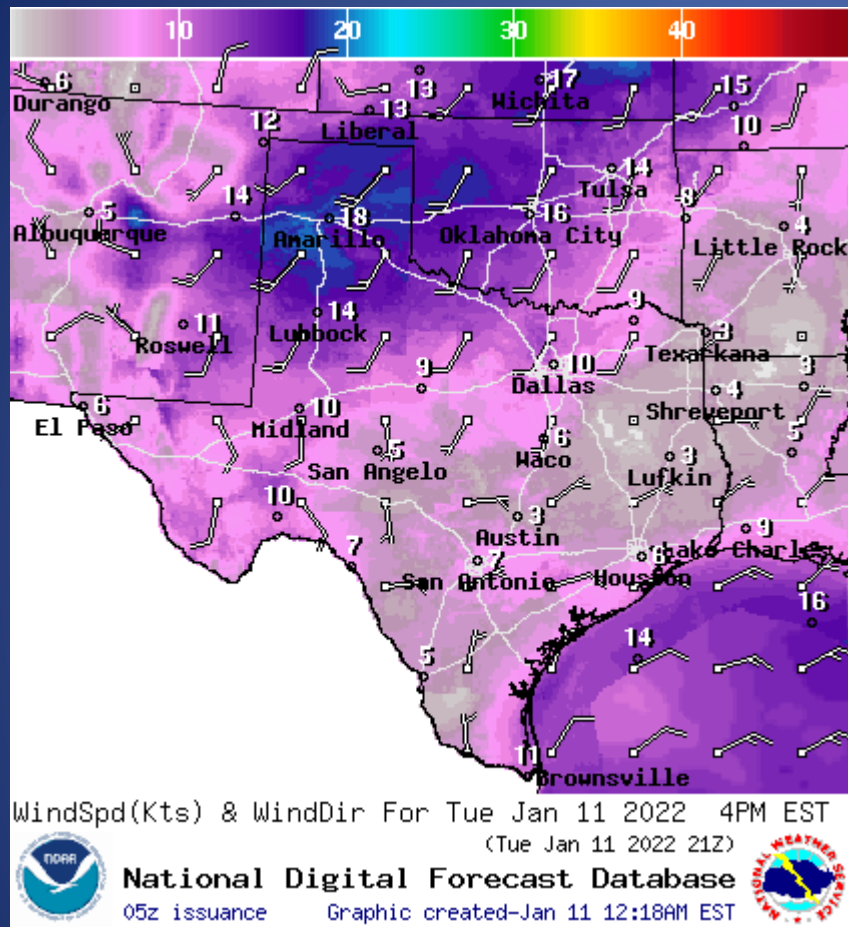 10 20 30 40
6 13 17 15
Durango Wichita
13
Liberal
12 10
14
Tulsa
5 14 18 16 8 4
Albuquerque Amarillo Oklahoma City Little Rock
11 14 9 3
Roswell Lubbock Texarkana
9 10 4 3
Dallas
6 10 Shreveport
El Paso Midland
5 6 3 5
San Angelo Waco Lufkin
10 3 9
Austin
7 7 8 Lake Charles
San Antonio Houston
16
14
5
11
Brownsville
WindSpd(Kts) & WindDir For Tue Jan 11 2022 4PM EST
(Tue Jan 11 2022 21Z)
National Digital Forecast Database
05z issuance Graphic created-Jan 11 12:18AM EST
NOAA
NATIONAL WEATHER SERVICE